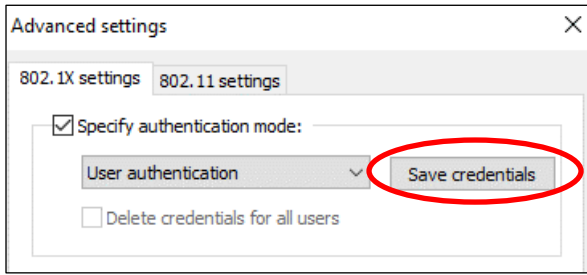 Advanced settings
802.1X settings
802.11 settings
Specify authentication mode:
User authentication
Save credentials
Delete credentials for all users